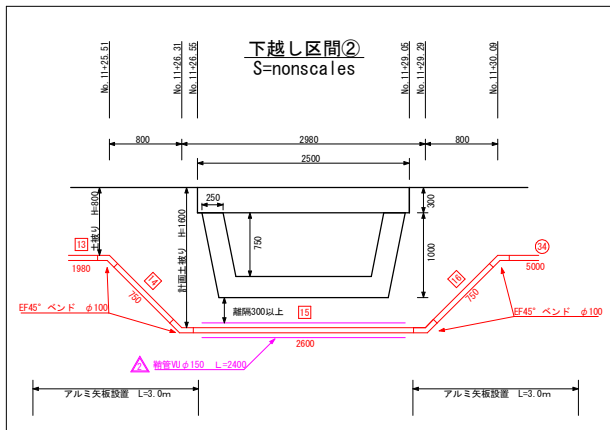 下越し区間②
S=nonscales
No.11+25.51
No.11+26.31
No.11+26.55
No.11+29.05
No.11+29.29
No.11+30.09
800
2980
800
2500
土被り H=800
計画土被り H=1600
250
750
300
1000
13
1980
14
750
離隔300以上
15
2600
16
750
34
5000
EF45° ベンド φ100
EF45° ベンド φ100
2
鞘管VUφ150 L=2400
アルミ矢板設置 L=3.0m
アルミ矢板設置 L=3.0m